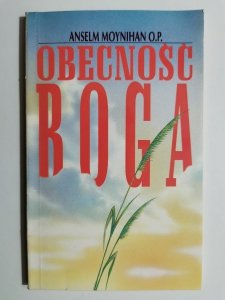 ANSELM MOYNIHAN O.P.
OBECNOŚĆ
BOGA